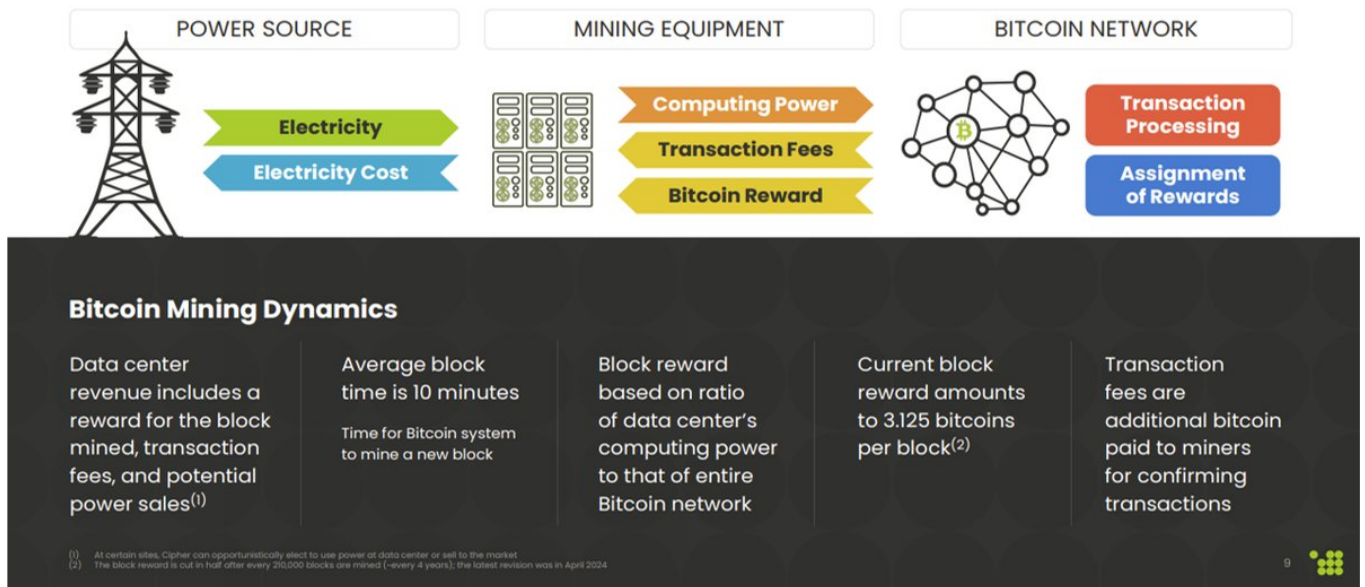 POWER SOURCE
MINING EQUIPMENT
BITCOIN NETWORK
Electricity
Electricity Cost
Computing Power
Transaction Fees
Bitcoin Reward
Transaction
Processing
Assignment
of Rewards
Bitcoin Mining Dynamics
Data center
revenue includes a
reward for the block
mined, transaction
fees, and potential
power sales(1)
Average block
time is 10 minutes
Time for Bitcoin system
to mine a new block
Block reward
based on ratio
of data center's
computing power
to that of entire
Bitcoin network
Current block
reward amounts
to 3.125 bitcoins
per block(2)
Transaction
fees are
additional bitcoin
paid to miners
for confirming
transactions
(1) At certain sites, Cipher can opportunistically elect to use power at data center or sell to the market
(2) The block reward is cut in half after every 210,000 blocks are mined (~every 4 years); the latest revision was in April 2024
9